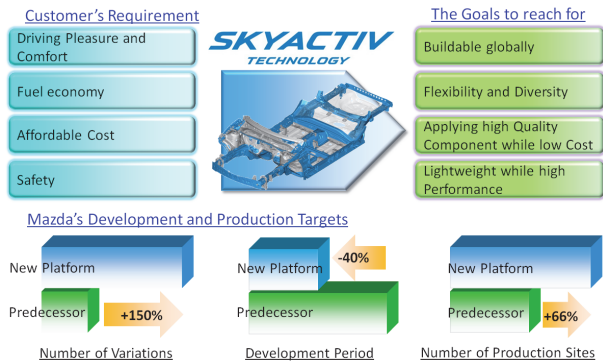 Customer's Requirement
Driving Pleasure and
Comfort
Fuel economy
Affordable Cost
Safety
SKYACTIV
TECHNOLOGY
The Goals to reach for
Buildable globally
Flexibility and Diversity
Applying high Quality
Component while low Cost
Lightweight while high
Performance
Mazda's Development and Production Targets
New Platform
Predecessor
+150%
Number of Variations
New Platform
-40%
Predecessor
Development Period
New Platform
Predecessor
+66%
Number of Production Sites